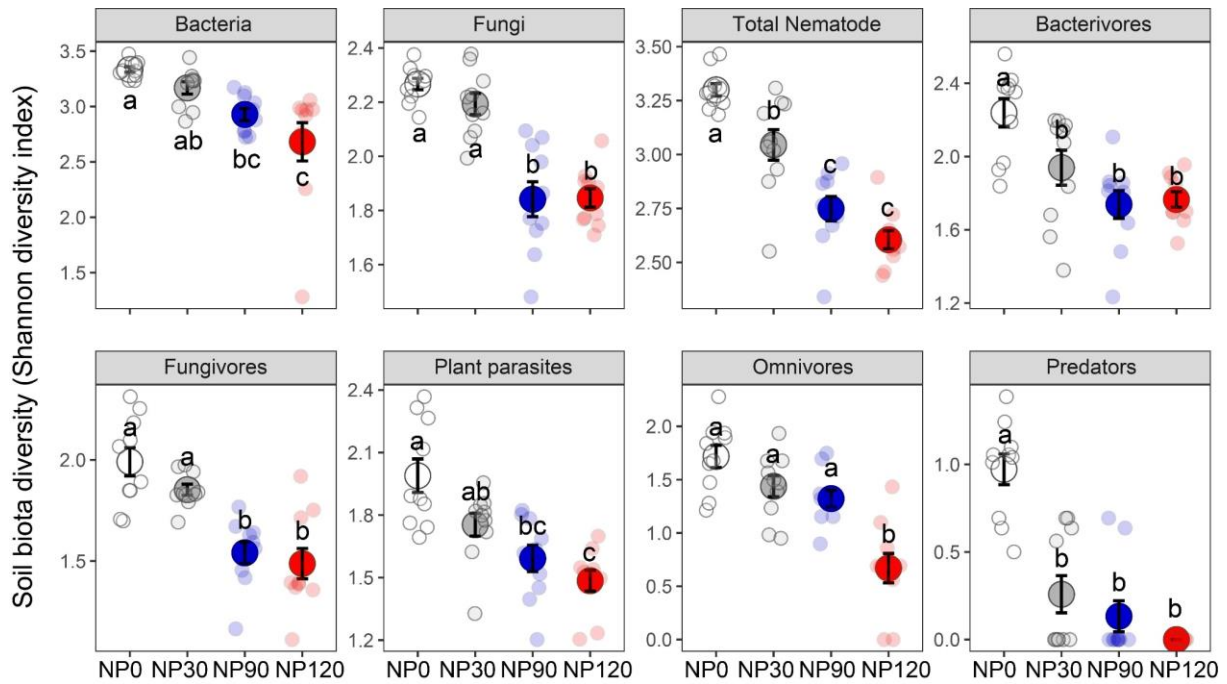 Soil biota diversity (Shannon diversity index)
Bacteria Fungi Total Nematode Bacterivores
3.5 3.0 2.5 2.0 1.5
a ab bc c
2.4 2.2 2.0 1.8 1.6
a a b b
3.50 3.25 3.00 2.75 2.50
a b c c
2.4 2.0 1.6 1.2
a b b b
Fungivores Plant parasites Omnivores Predators
2.0 1.5
a a b b
2.4 2.1 1.8 1.5 1.2
a ab bc c
2.0 1.5 1.0 0.5 0.0
a a a b
1.0 0.5 0.0
a b b b
NP0 NP30 NP90 NP120 NP0 NP30 NP90 NP120 NP0 NP30 NP90 NP120 NP0 NP30 NP90 NP120